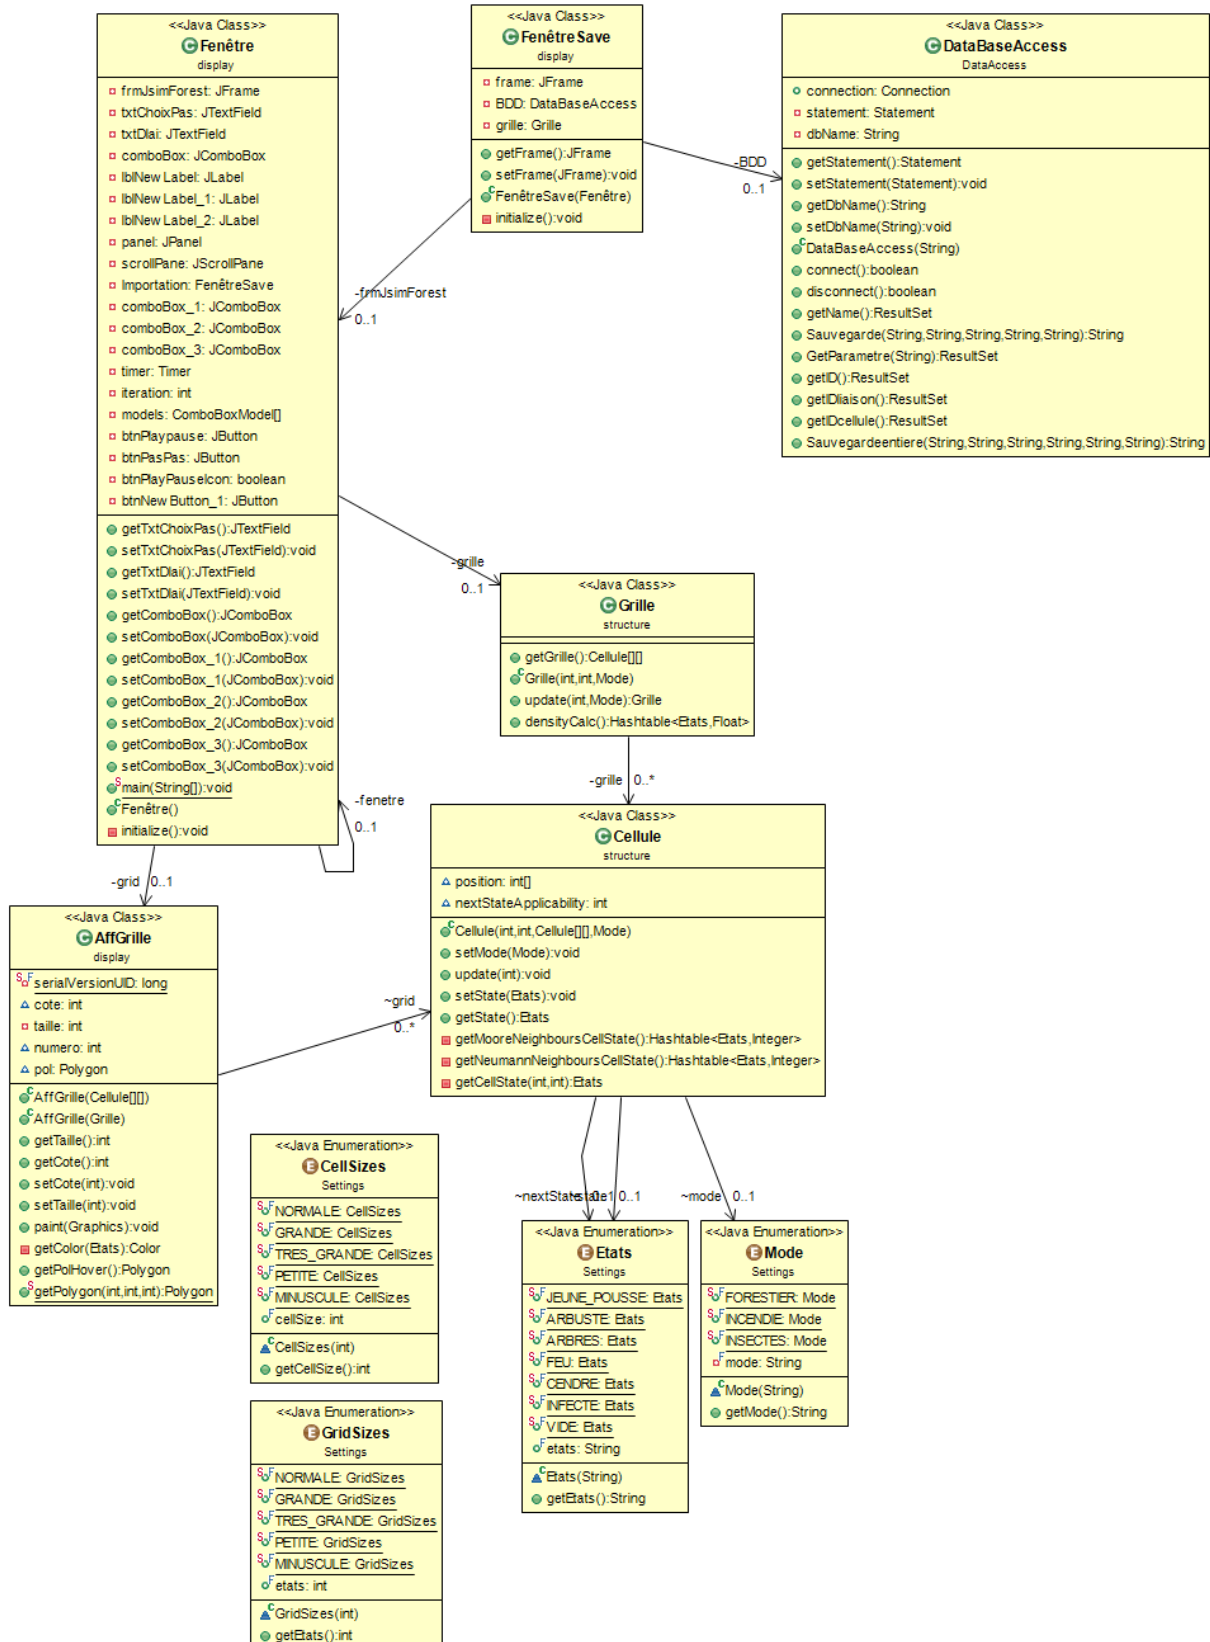 <<Java Class>>
Fenêtre
display
frmJsimForest: JFrame
txtChoixPas: JTextField
txtDlai: JTextField
comboBox: JComboBox
lblNew Label: JLabel
lblNew Label_1: JLabel
lblNew Label_2: JLabel
panel: JPanel
scrollPane: JScrollPane
Importation: FenêtreSave
comboBox_1: JComboBox
comboBox_2: JComboBox
comboBox_3: JComboBox
timer: Timer
iteration: int
models: ComboBoxModel[]
btnPlaypause: JButton
btnPasPas: JButton
btnPlayPauseIcon: boolean
btnNew Button_1: JButton
getTxtChoixPas():JTextField
setTxtChoixPas(JTextField):void
getTxtDlai():JTextField
setTxtDlai(JTextField):void
getComboBox():JComboBox
setComboBox(JComboBox):void
getComboBox_1():JComboBox
setComboBox_1(JComboBox):void
getComboBox_2():JComboBox
setComboBox_2(JComboBox):void
getComboBox_3():JComboBox
setComboBox_3(JComboBox):void
main(String[]):void
Fenêtre()
initialize():void
<<Java Class>>
FenêtreSave
display
frame: JFrame
BDD: DataBaseAccess
grille: Grille
getFrame():JFrame
setFrame(JFrame):void
FenêtreSave(Fenêtre)
initialize():void
<<Java Class>>
DataBaseAccess
DataAccess
connection: Connection
statement: Statement
dbName: String
getStatement():Statement
setStatement(Statement):void
getDbName():String
setDbName(String):void
DataBaseAccess(String)
connect():boolean
disconnect():boolean
getName():ResultSet
Sauvegarde(String,String,String,String,String):String
GetParametre(String):ResultSet
getID():ResultSet
getIDliaison():ResultSet
getIDcellule():ResultSet
Sauvegardeentiere(String,String,String,String,String,String):String
-BDD
0..1
-frmJsimForest
0..1
-grille
0..1
<<Java Class>>
Grille
structure
getGrille():Cellule[][]
Grille(int,int,Mode)
update(int,Mode):Grille
densityCalc():Hashtable<Etats,Float>
-grille 0..*
-fenetre
0..1
-grid 0..1
<<Java Class>>
Cellule
structure
position: int[]
nextStateApplicability: int
Cellule(int,int,Cellule[][],Mode)
setMode(Mode):void
update(int):void
setState(Etats):void
getState():Etats
getMooreNeighboursCellState():Hashtable<Etats,Integer>
getNeumannNeighboursCellState():Hashtable<Etats,Integer>
getCellState(int,int):Etats
<<Java Class>>
AffGrille
display
serialVersionUID: long
cote: int
taille: int
numero: int
pol: Polygon
AffGrille(Cellule[][])
AffGrille(Grille)
getTaille():int
getCote():int
setCote(int):void
setTaille(int):void
paint(Graphics):void
getColor(Etats):Color
getPolHover():Polygon
getPolygon(int,int,int):Polygon
~grid
0..*
<<Java Enumeration>>
CellSizes
Settings
NORMALE: CellSizes
GRANDE: CellSizes
TRES_GRANDE: CellSizes
PETITE: CellSizes
MINUSCULE: CellSizes
cellSize: int
CellSizes(int)
getCellSize():int
~nextState 0..1
~state 0..1
~mode 0..1
<<Java Enumeration>>
Etats
Settings
JEUNE_POUSSE: Etats
ARBUSTE: Etats
ARBRES: Etats
FEU: Etats
CENDRE: Etats
INFECTE: Etats
VIDE: Etats
etats: String
Etats(String)
getEtats():String
<<Java Enumeration>>
Mode
Settings
FORESTIER: Mode
INCENDIE: Mode
INSECTES: Mode
mode: String
Mode(String)
getMode():String
<<Java Enumeration>>
GridSizes
Settings
NORMALE: GridSizes
GRANDE: GridSizes
TRES_GRANDE: GridSizes
PETITE: GridSizes
MINUSCULE: GridSizes
etats: int
GridSizes(int)
getEtats():int